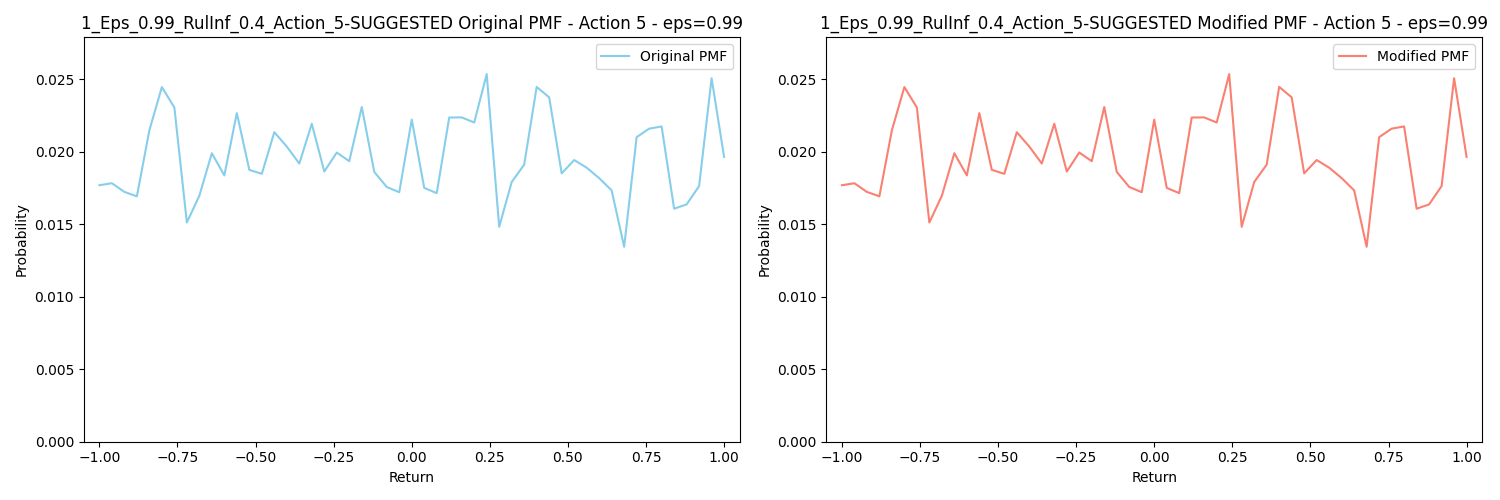 1_Eps_0.99_RulInf_0.4_Action_5-SUGGESTED Original PMF - Action 5 - eps=0.99
Original PMF
0.025
0.020
0.015
0.010
0.005
0.000
Probability
−1.00 −0.75 −0.50 −0.25 0.00 0.25 0.50 0.75 1.00
Return
1_Eps_0.99_RulInf_0.4_Action_5-SUGGESTED Modified PMF - Action 5 - eps=0.99
Modified PMF
0.025
0.020
0.015
0.010
0.005
0.000
Probability
−1.00 −0.75 −0.50 −0.25 0.00 0.25 0.50 0.75 1.00
Return